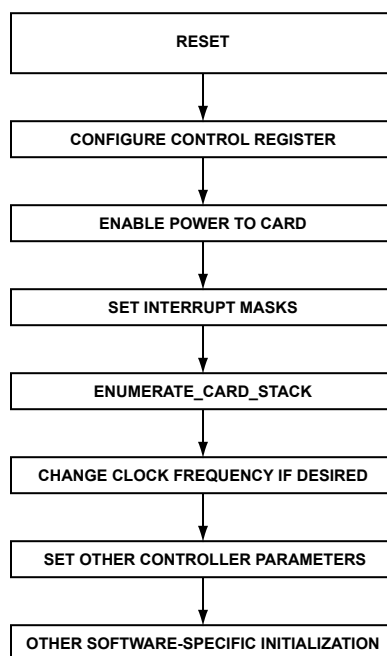 RESET
CONFIGURE CONTROL REGISTER
ENABLE POWER TO CARD
SET INTERRUPT MASKS
ENUMERATE_CARD_STACK
CHANGE CLOCK FREQUENCY IF DESIRED
SET OTHER CONTROLLER PARAMETERS
OTHER SOFTWARE-SPECIFIC INITIALIZATION